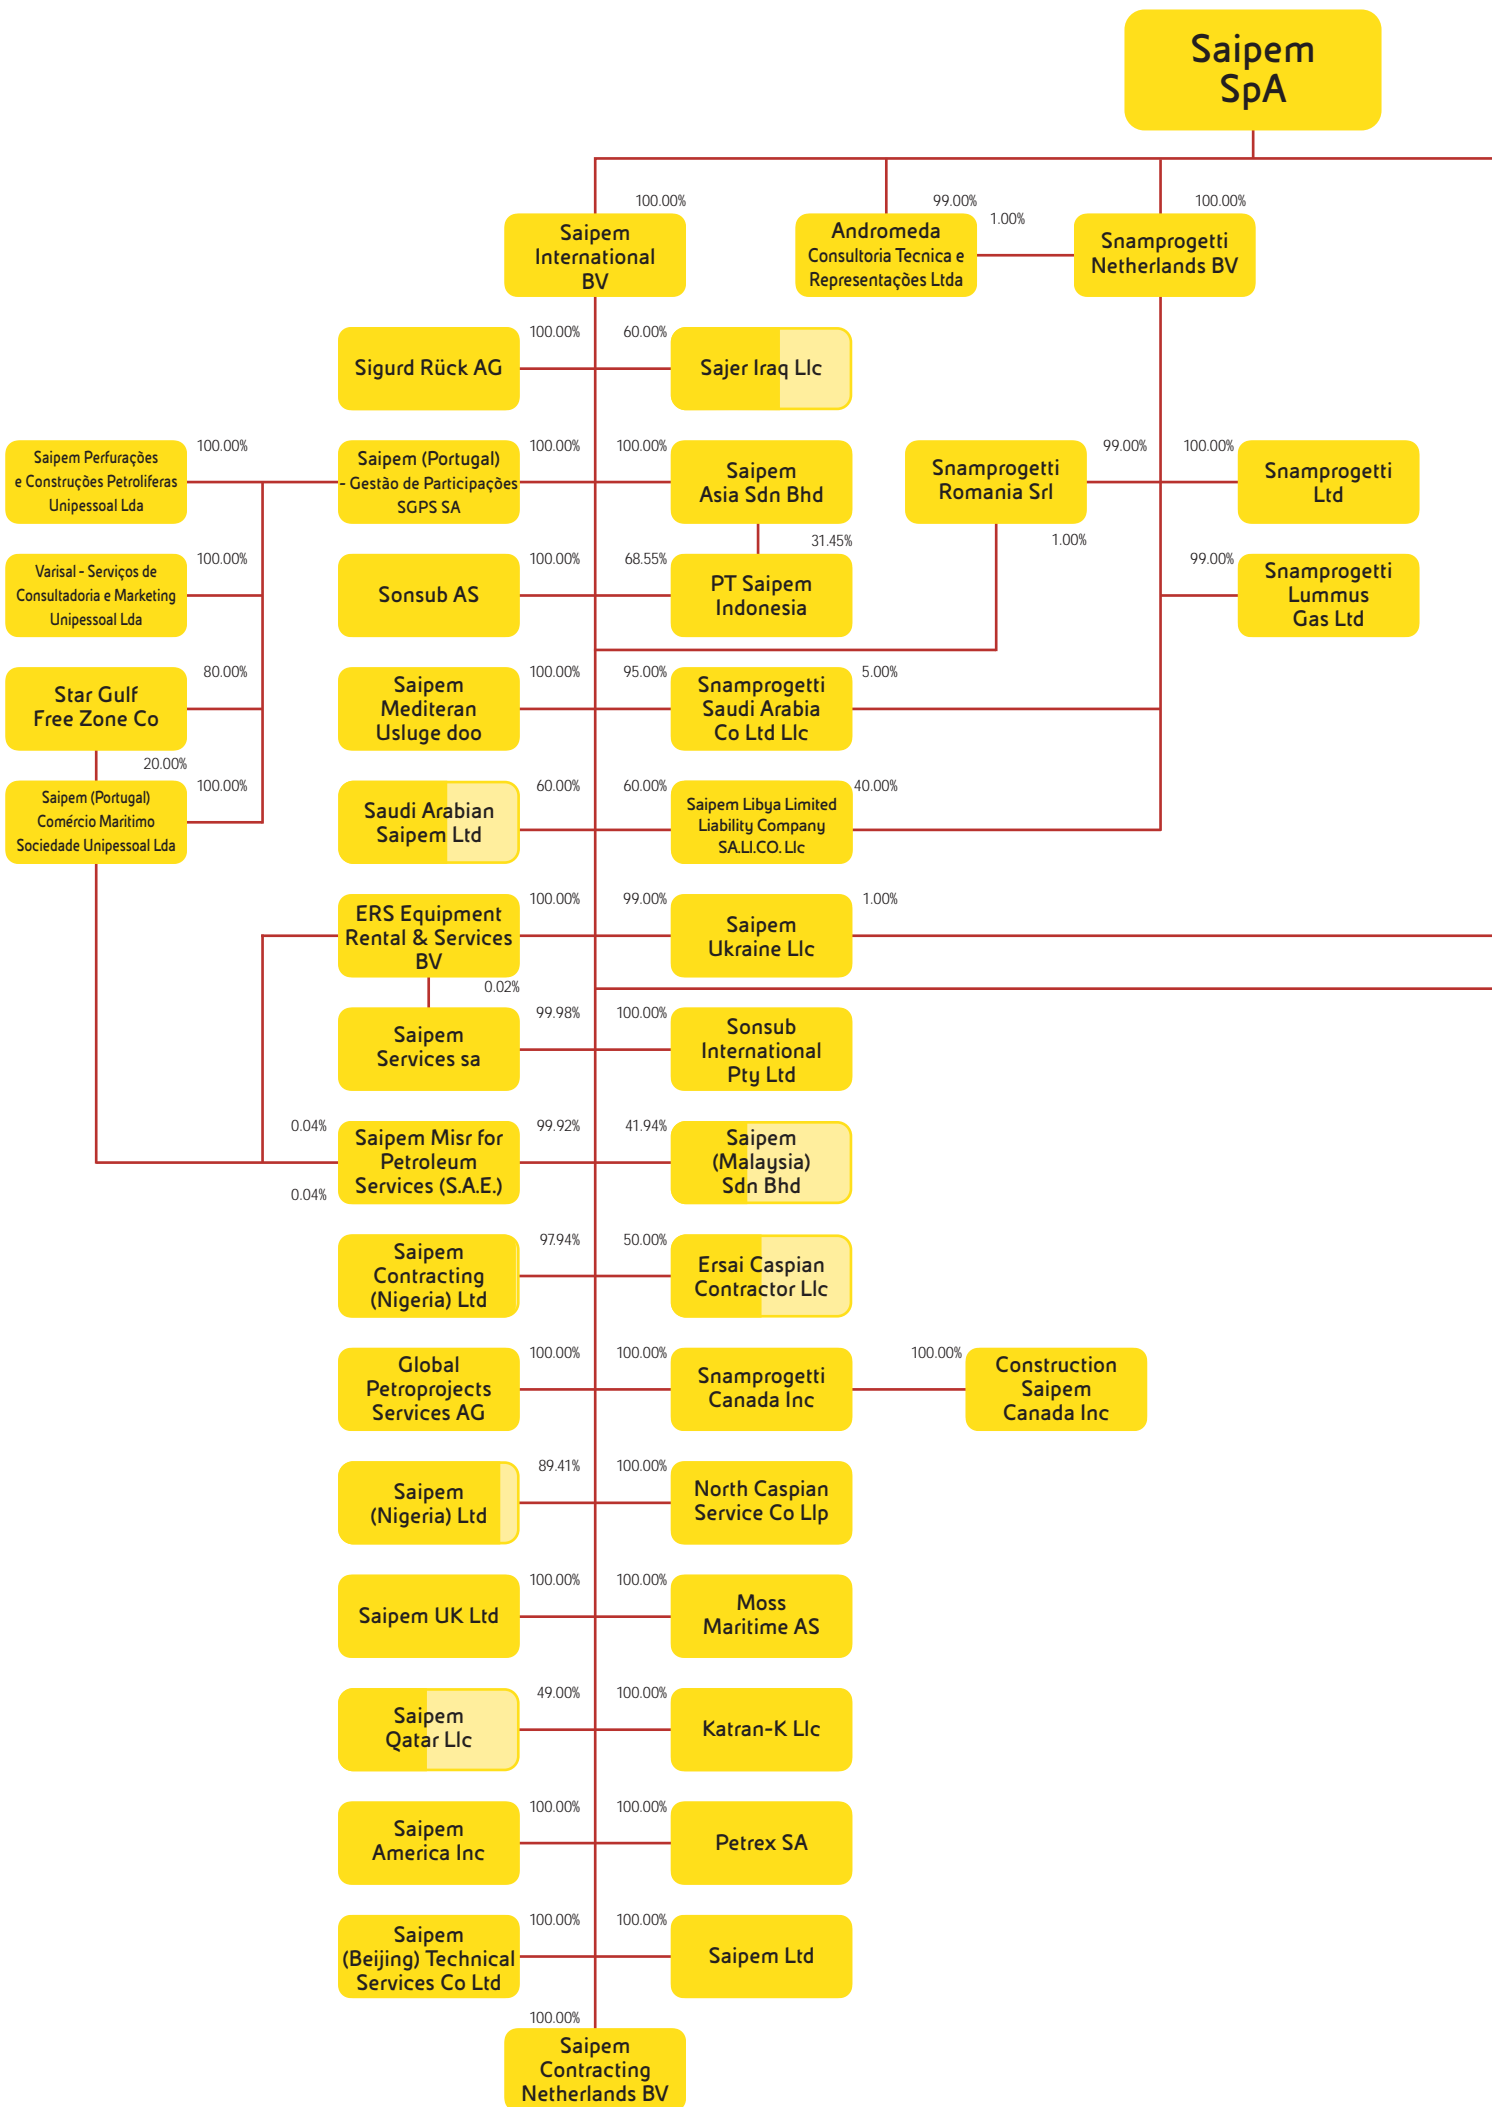 Saipem
SpA
100.00%
99.00%
1.00%
100.00%
Saipem
International
BV
Andromeda
Consultoria Tecnica e
Representações Ltda
Snamprogetti
Netherlands BV
100.00%
60.00%
Sigurd Rück AG
Sajer Iraq Llc
100.00%
100.00%
100.00%
99.00%
100.00%
Saipem Perfurações
e Construções Petroliferas
Unipessoal Lda
Saipem (Portugal)
- Gestão de Participações
SGPS SA
Saipem
Asia Sdn Bhd
Snamprogetti
Romania Srl
Snamprogetti
Ltd
31.45%
1.00%
100.00%
100.00%
68.55%
99.00%
Varisal - Serviços de
Consultadoria e Marketing
Unipessoal Lda
Sonsub AS
PT Saipem
Indonesia
Snamprogetti
Lummus
Gas Ltd
80.00%
100.00%
95.00%
5.00%
Star Gulf
Free Zone Co
Saipem
Mediteran
Usluge doo
Snamprogetti
Saudi Arabia
Co Ltd Llc
20.00%
100.00%
60.00%
60.00%
40.00%
Saipem (Portugal)
Comércio Maritimo
Sociedade Unipessoal Lda
Saudi Arabian
Saipem Ltd
Saipem Libya Limited
Liability Company
SA.LI.CO. Llc
100.00%
99.00%
1.00%
ERS Equipment
Rental & Services
BV
Saipem
Ukraine Llc
0.02%
99.98%
100.00%
Saipem
Services sa
Sonsub
International
Pty Ltd
0.04%
99.92%
41.94%
Saipem Misr for
Petroleum
Services (S.A.E.)
Saipem
(Malaysia)
Sdn Bhd
0.04%
97.94%
50.00%
Saipem
Contracting
(Nigeria) Ltd
Ersai Caspian
Contractor Llc
100.00%
100.00%
100.00%
Global
Petroprojects
Services AG
Snamprogetti
Canada Inc
Construction
Saipem
Canada Inc
89.41%
100.00%
Saipem
(Nigeria) Ltd
North Caspian
Service Co Llp
100.00%
100.00%
Saipem UK Ltd
Moss
Maritime AS
49.00%
100.00%
Saipem
Qatar Llc
Katran-K Llc
100.00%
100.00%
Saipem
America Inc
Petrex SA
100.00%
100.00%
Saipem
(Beijing) Technical
Services Co Ltd
Saipem Ltd
100.00%
Saipem
Contracting
Netherlands BV